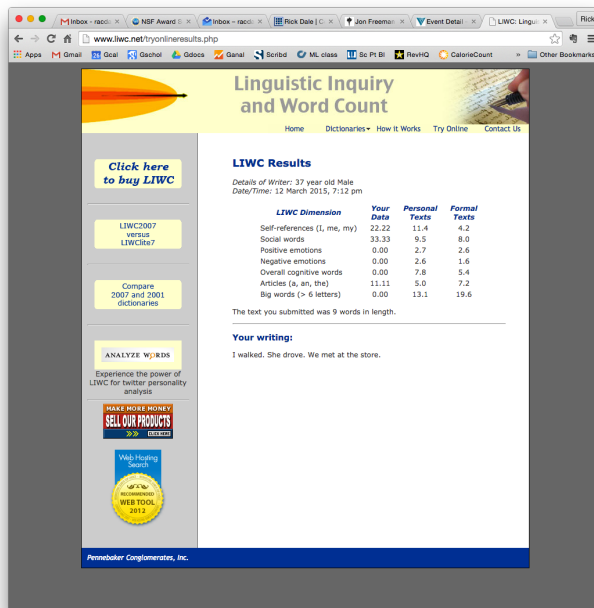 Inbox - racda
NSF Award S
Inbox - racda
Rick Dale | C
Jon Freeman
Event Detail
LIWC: Lingui
Rick
www.liwc.net/tryonlineresults.php
Apps Gmail Gcal Gschol Gdocs Ganal Scribd ML class Sc Pt Bl RevHQ CalorieCount » Other Bookmarks
Linguistic Inquiry
and Word Count
Home Dictionaries How it Works Try Online Contact Us
Click here
to buy LIWC
LIWC2007
versus
LIWClite7
Compare
2007 and 2001
dictionaries
ANALYZE WORDS
Experience the power of
LIWC for twitter personality
analysis
MAKE MORE MONEY
SELL OUR PRODUCTS
CLICK HERE
Web Hosting
Search
RECOMMENDED
WEB TOOL
2012
LIWC Results
Details of Writer: 37 year old Male
Date/Time: 12 March 2015, 7:12 pm
LIWC Dimension Your Data Personal Texts Formal Texts
Self-references (I, me, my) 22.22 11.4 4.2
Social words 33.33 9.5 8.0
Positive emotions 0.00 2.7 2.6
Negative emotions 0.00 2.6 1.6
Overall cognitive words 0.00 7.8 5.4
Articles (a, an, the) 11.11 5.0 7.2
Big words (> 6 letters) 0.00 13.1 19.6
The text you submitted was 9 words in length.
Your writing:
I walked. She drove. We met at the store.
Pennebaker Conglomerates, Inc.